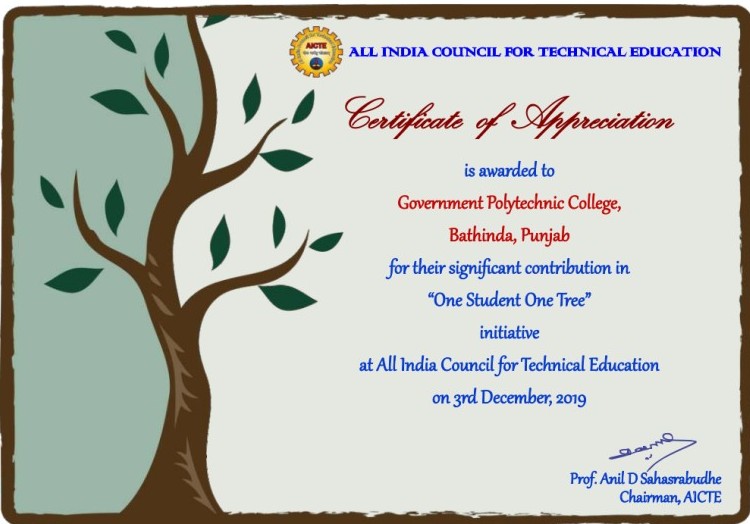 AICTE
ALL INDIA COUNCIL FOR TECHNICAL EDUCATION
Certificate of Appreciation
is awarded to
Government Polytechnic College,
Bathinda, Punjab
for their significant contribution in
“One Student One Tree”
initiative
at All India Council for Technical Education
on 3rd December, 2019
Prof. Anil D Sahasrabudhe
Chairman, AICTE